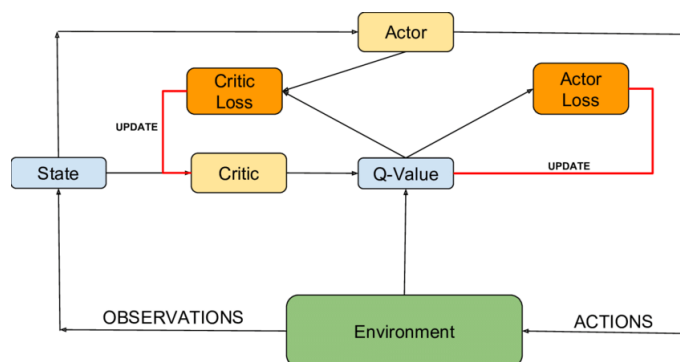 Actor
Critic
Loss
Actor
Loss
UPDATE
State
Critic
Q-Value
UPDATE
OBSERVATIONS
Environment
ACTIONS